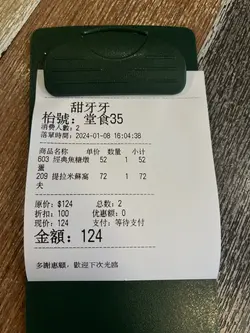 甜牙牙
枱號: 堂食35
消費人數: 2
落單時間: 2024-01-08 16:04:36
商品名称 单价 数量 小计
603 經典魚糖燉 52 1 52
蛋
209 提拉米蘇窩 72 1 72
夫
原价: $124 总数: 2
折扣: 100 优惠額: 0
现价: 124 支付: 等待支付
金額: 124
多謝惠顧, 歡迎下次光臨